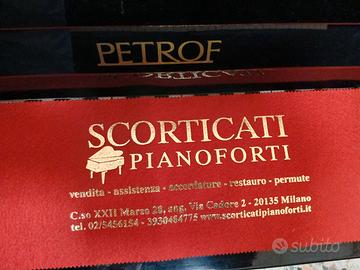 PETROF
SCORTICATI
PIANOFORTI
vendita - assistenza - accordature - restauro - permute
C.so XXII Marzo 28, ang. Via Cadore 2 - 20135 Milano
tel. 02/5456154 - 3930484775 www.scorticatipianoforti.it
subito